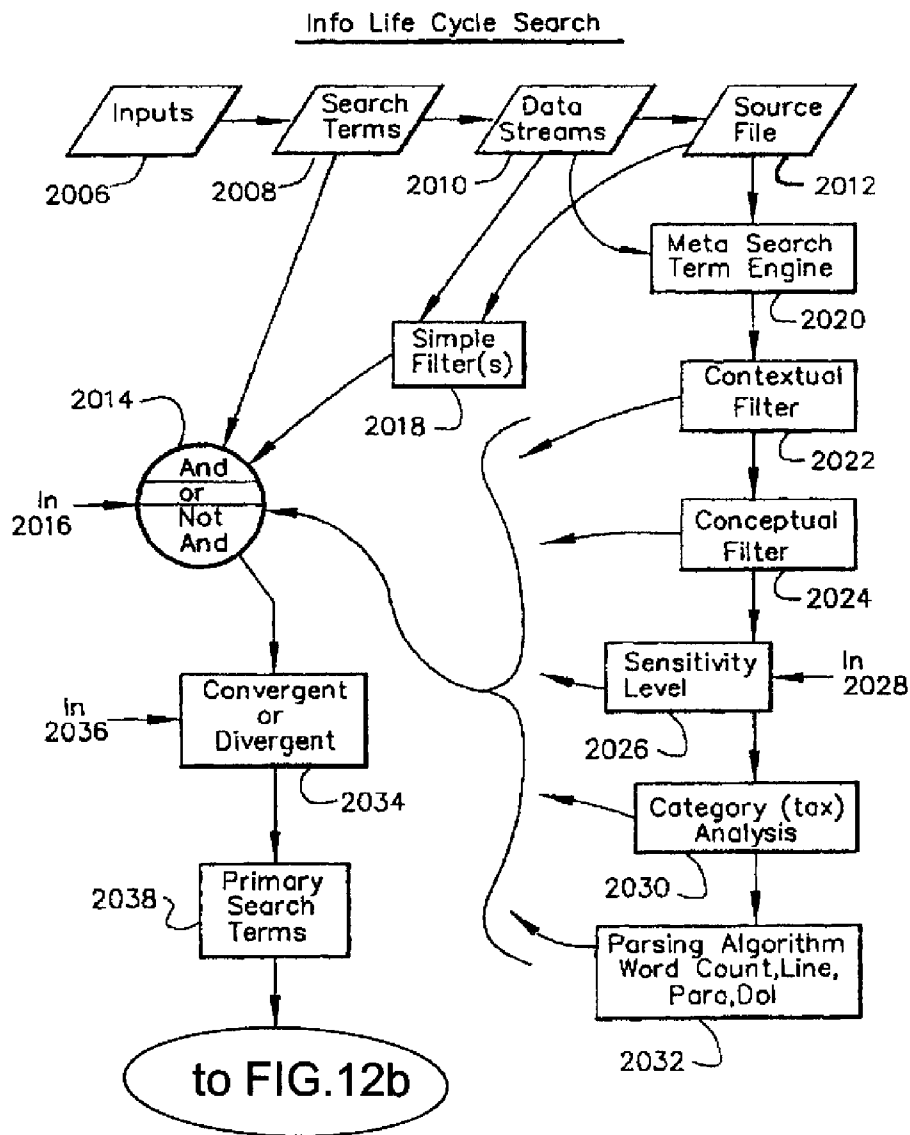 Info Life Cycle Search
Inputs
2006
Search
Terms
2008
Data
Streams
2010
Source
File
2012
Meta Search
Term Engine
2020
Simple
Filter(s)
2018
Contextual
Filter
2022
2014
And
or
Not
And
In
2016
Conceptual
Filter
2024
Sensitivity
Level
2026
In
2028
Convergent
or
Divergent
2034
In
2036
Category (tax)
Analysis
2030
Primary
Search
Terms
2038
Parsing Algorithm
Word Count,Line,
Para,Dol
2032
to FIG.12b